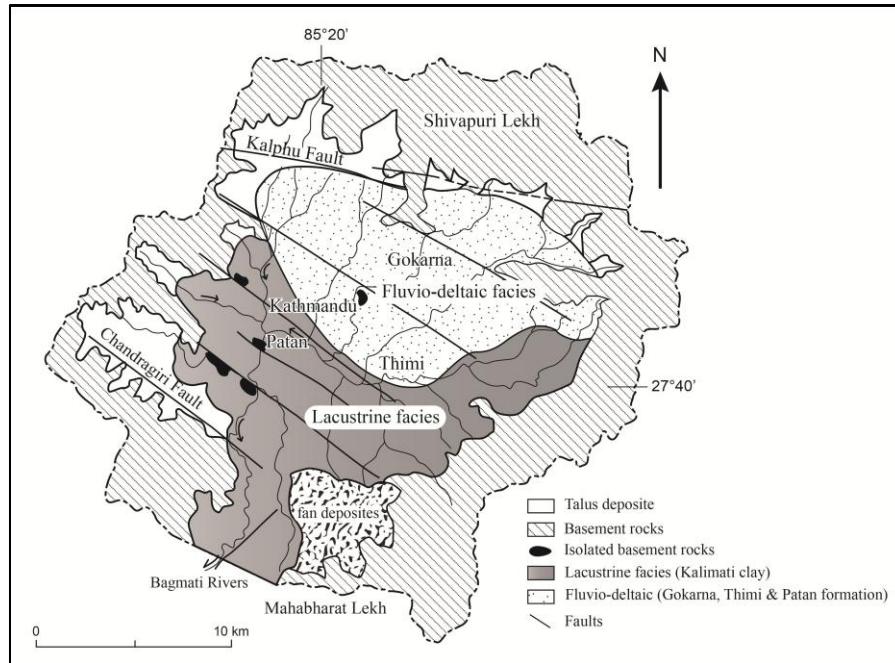 85°20'
N
Shivapuri Lekh
Kalphu Fault
Gokarna
Fluvio-deltaic facies
Kathmandu
Patan
Thimi
Chandragiri Fault
27°40'
Lacustrine facies
fan deposites
Bagmati Rivers
Mahabharat Lekh
Talus deposite
Basement rocks
Isolated basement rocks
Lacustrine facies (Kalimati clay)
Fluvio-deltaic (Gokarna, Thimi & Patan formation)
Faults
0 10 km